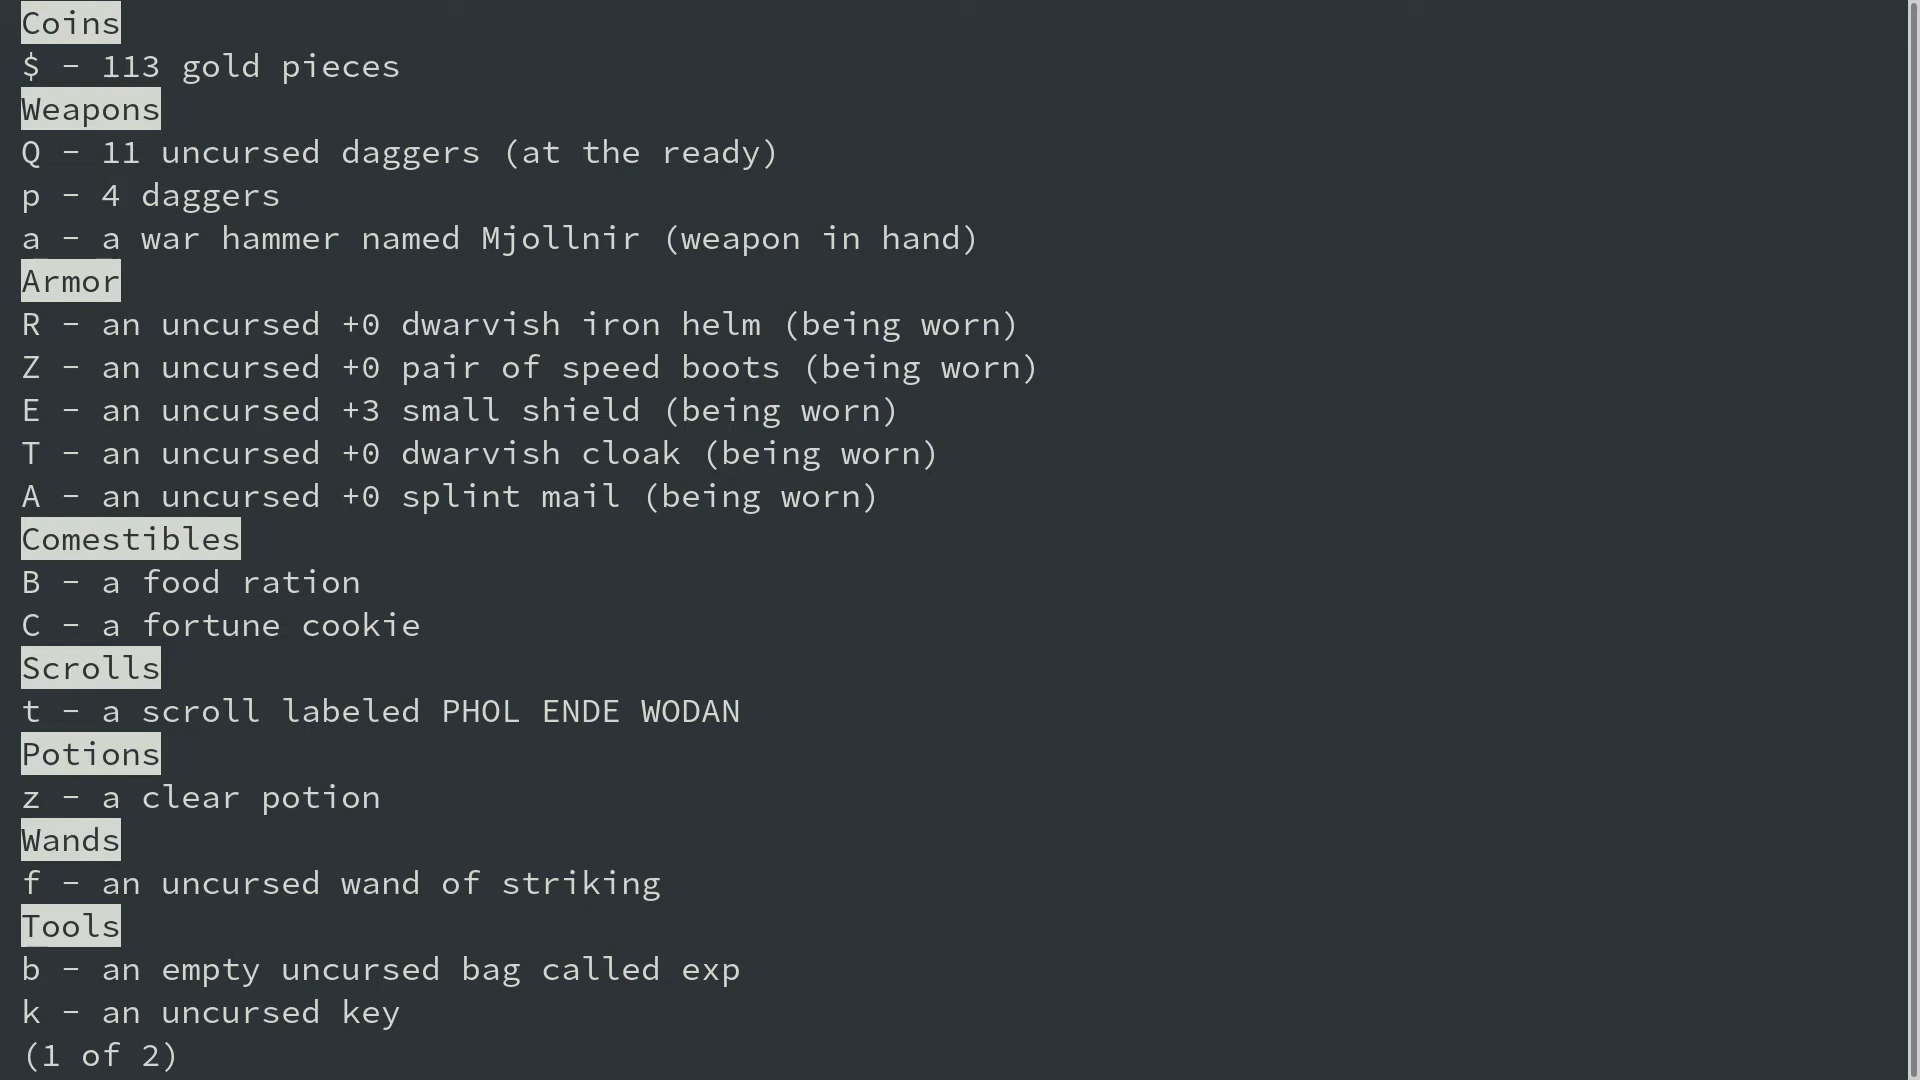 Coins
$ - 113 gold pieces
Weapons
Q - 11 uncursed daggers (at the ready)
p - 4 daggers
a - a war hammer named Mjollnir (weapon in hand)
Armor
R - an uncursed +0 dwarvish iron helm (being worn)
Z - an uncursed +0 pair of speed boots (being worn)
E - an uncursed +3 small shield (being worn)
T - an uncursed +0 dwarvish cloak (being worn)
A - an uncursed +0 splint mail (being worn)
Comestibles
B - a food ration
C - a fortune cookie
Scrolls
t - a scroll labeled PHOL ENDE WODAN
Potions
z - a clear potion
Wands
f - an uncursed wand of striking
Tools
b - an empty uncursed bag called exp
k - an uncursed key
(1 of 2)